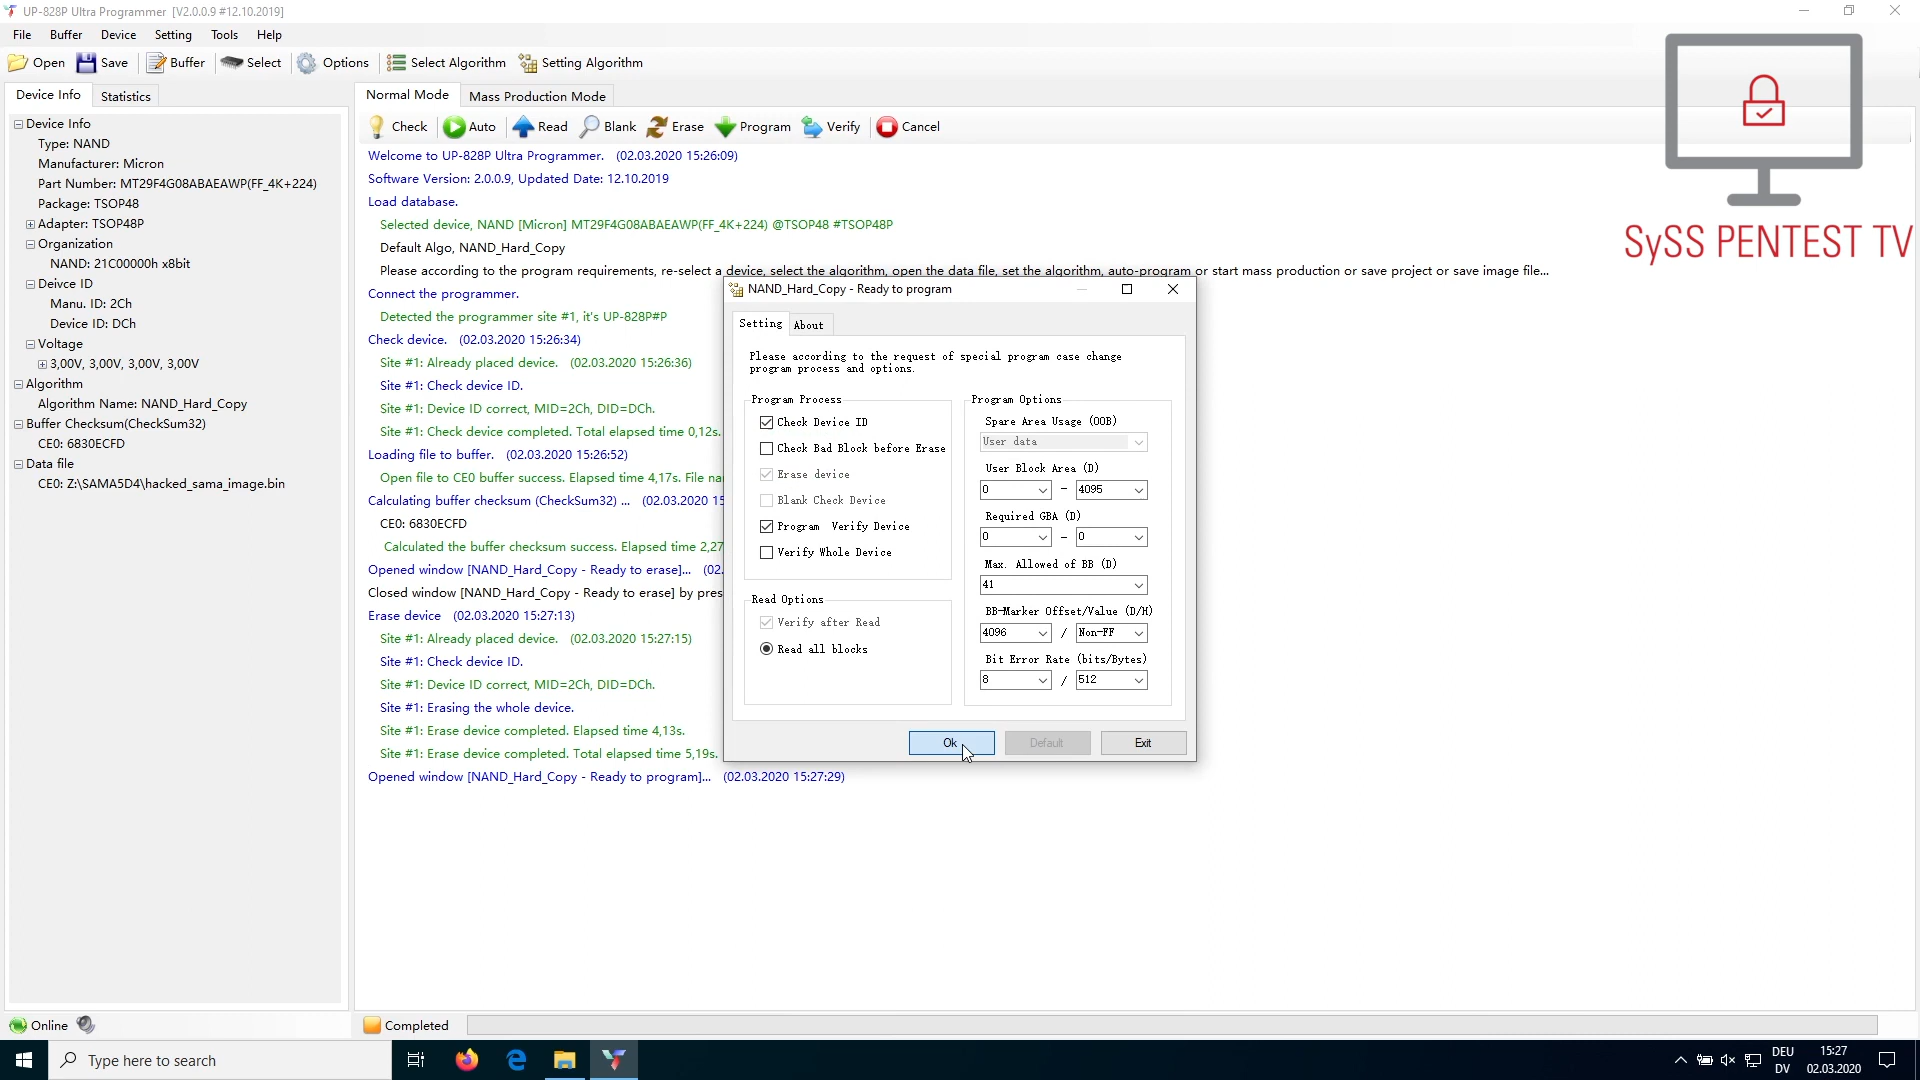 UP-828P Ultra Programmer [V2.0.0.9 #12.10.2019]
File Buffer Device Setting Tools Help
Open Save Buffer Select Options Select Algorithm Setting Algorithm
Device Info Statistics
Device Info
Type: NAND
Manufacturer: Micron
Part Number: MT29F4G08ABAEAWP(FF_4K+224)
Package: TSOP48
Adapter: TSOP48P
Organization
NAND: 21C00000h x8bit
Deivce ID
Manu. ID: 2Ch
Device ID: DCh
Voltage
3,00V, 3,00V, 3,00V, 3,00V
Algorithm
Algorithm Name: NAND_Hard_Copy
Buffer Checksum(CheckSum32)
CE0: 6830ECFD
Data file
CE0: Z:\SAMA5D4\hacked_sama_image.bin
Normal Mode Mass Production Mode
Check Auto Read Blank Erase Program Verify Cancel
Welcome to UP-828P Ultra Programmer. (02.03.2020 15:26:09)
Software Version: 2.0.0.9, Updated Date: 12.10.2019
Load database.
Selected device, NAND [Micron] MT29F4G08ABAEAWP(FF_4K+224) @TSOP48 #TSOP48P
Default Algo, NAND_Hard_Copy
Please according to the program requirements, re-select a device, select the algorithm, open the data file, set the algorithm, auto-program or start mass production or save project or save image file...
Connect the programmer.
Detected the programmer site #1, it's UP-828P#P
Check device. (02.03.2020 15:26:34)
Site #1: Already placed device. (02.03.2020 15:26:36)
Site #1: Check device ID.
Site #1: Device ID correct, MID=2Ch, DID=DCh.
Site #1: Check device completed. Total elapsed time 0,12s.
Loading file to buffer. (02.03.2020 15:26:52)
Open file to CE0 buffer success. Elapsed time 4,17s. File na
Calculating buffer checksum (CheckSum32) ... (02.03.2020 15
CE0: 6830ECFD
Calculated the buffer checksum success. Elapsed time 2,27
Opened window [NAND_Hard_Copy - Ready to erase]... (02.
Closed window [NAND_Hard_Copy - Ready to erase] by pres
Erase device (02.03.2020 15:27:13)
Site #1: Already placed device. (02.03.2020 15:27:15)
Site #1: Check device ID.
Site #1: Device ID correct, MID=2Ch, DID=DCh.
Site #1: Erasing the whole device.
Site #1: Erase device completed. Elapsed time 4,13s.
Site #1: Erase device completed. Total elapsed time 5,19s.
Opened window [NAND_Hard_Copy - Ready to program]... (02.03.2020 15:27:29)
NAND_Hard_Copy - Ready to program
Setting About
Please according to the request of special program case change
program process and options.
Program Process
Check Device ID
Check Bad Block before Erase
Erase device
Blank Check Device
Program Verify Device
Verify Whole Device
Read Options
Verify after Read
Read all blocks
Program Options
Spare Area Usage (OOB)
User data
User Block Area (D)
0 - 4095
Required GBA (D)
0 - 0
Max. Allowed of BB (D)
41
BB-Marker Offset/Value (D/H)
4096 / Non-FF
Bit Error Rate (bits/Bytes)
8 / 512
Ok Default Exit
SySS PENTEST TV
Online Completed
Type here to search
DEU
DV
15:27
02.03.2020